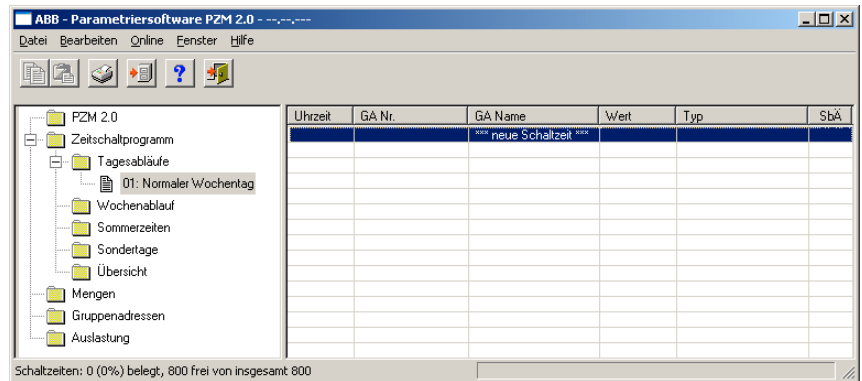 ABB - Parametriersoftware PZM 2.0 - --.--.---
Datei Bearbeiten Online Fenster Hilfe
PZM 2.0
Zeitschaltprogramm
Tagesabläufe
01: Normaler Wochentag
Wochenablauf
Sommerzeiten
Sondertage
Übersicht
Mengen
Gruppenadressen
Auslastung
Uhrzeit GA Nr. GA Name Wert Typ SbÄ
*** neue Schaltzeit ***
Schaltzeiten: 0 (0%) belegt, 800 frei von insgesamt 800